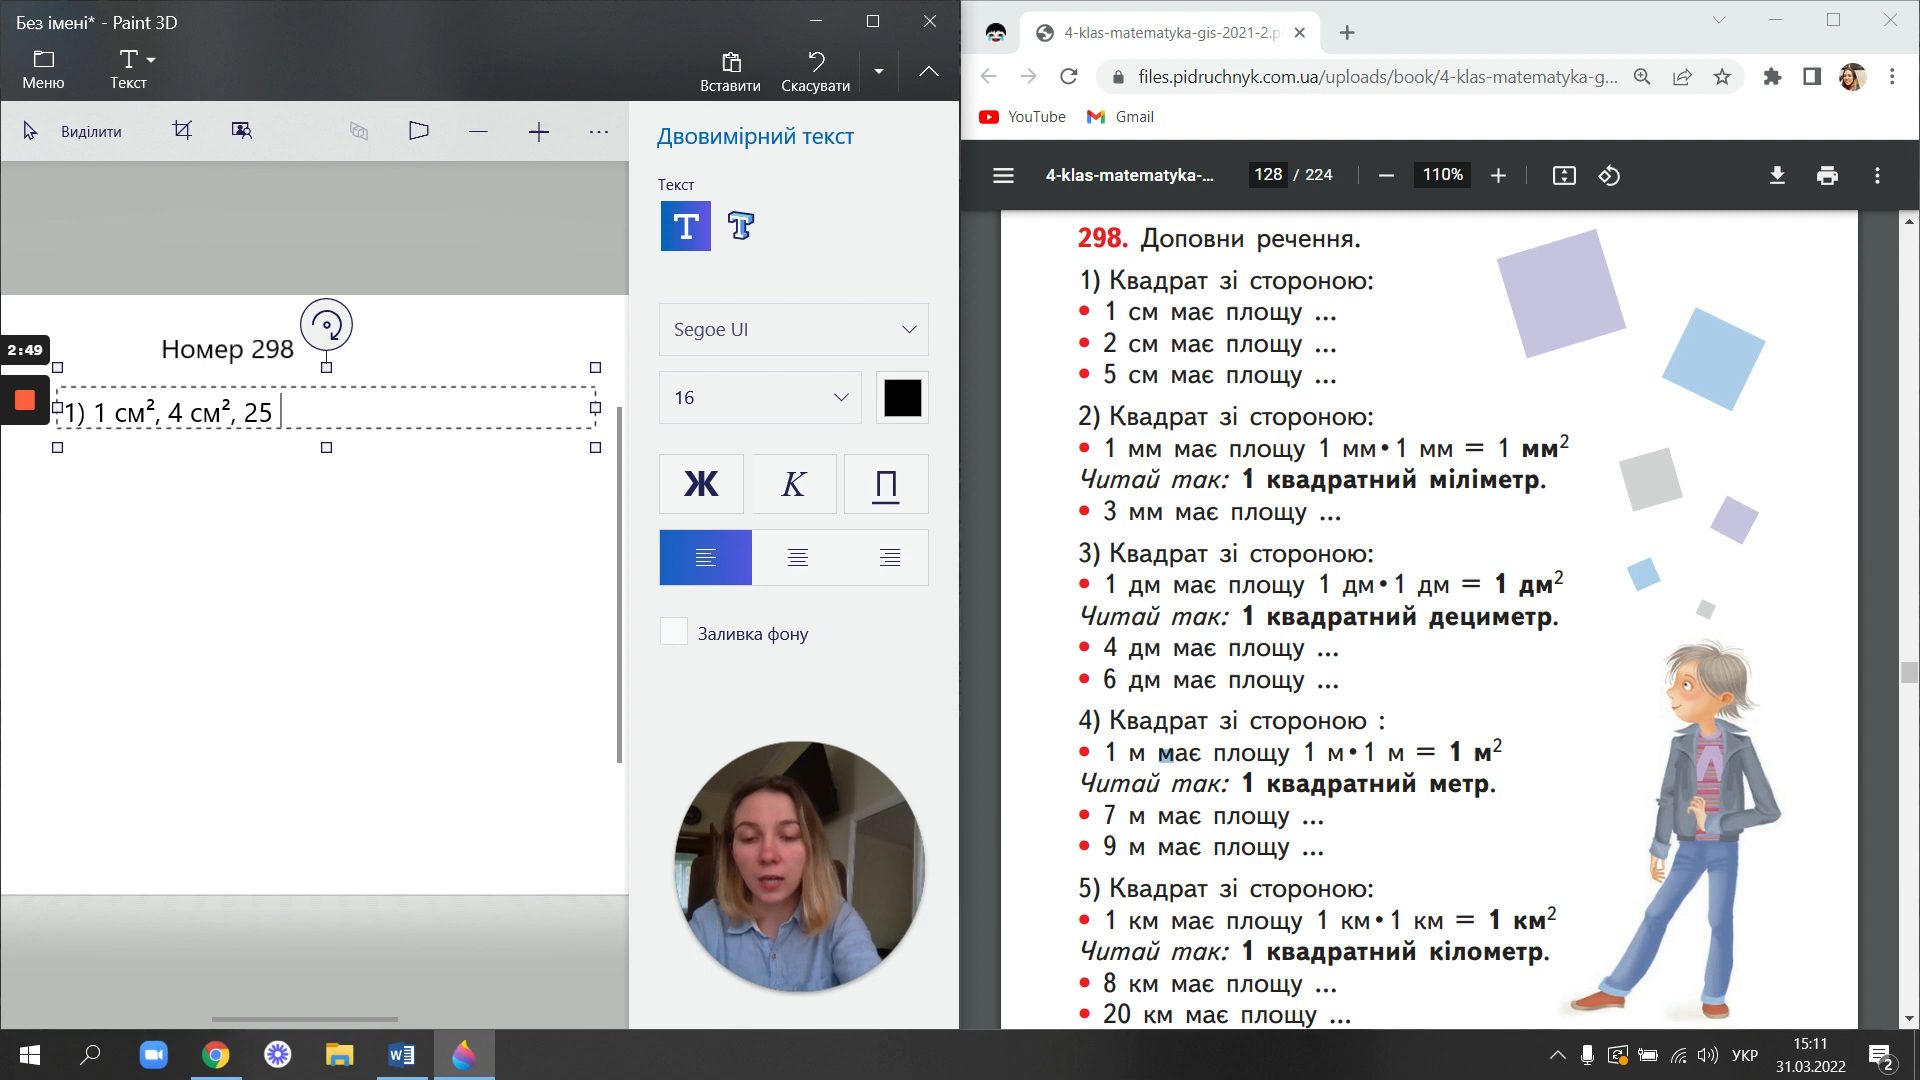 Без імені* - Paint 3D
Меню
Текст
Вставити
Скасувати
Виділити
Двовимірний текст
Текст
Segoe UI
16
Ж К П
Заливка фону
Номер 298
2:49
1) 1 см², 4 см², 25
4-klas-matematyka-gis-2021-2.p
files.pidruchnyk.com.ua/uploads/book/4-klas-matematyka-g...
YouTube
Gmail
4-klas-matematyka-...
128 / 224
110%
298. Доповни речення.
1) Квадрат зі стороною:
• 1 см має площу ...
• 2 см має площу ...
• 5 см має площу ...
2) Квадрат зі стороною:
• 1 мм має площу 1 мм•1 мм = 1 мм²
Читай так: 1 квадратний міліметр.
• 3 мм має площу ...
3) Квадрат зі стороною:
• 1 дм має площу 1 дм•1 дм = 1 дм²
Читай так: 1 квадратний дециметр.
• 4 дм має площу ...
• 6 дм має площу ...
4) Квадрат зі стороною :
• 1 м має площу 1 м•1 м = 1 м²
Читай так: 1 квадратний метр.
• 7 м має площу ...
• 9 м має площу ...
5) Квадрат зі стороною:
• 1 км має площу 1 км•1 км = 1 км²
Читай так: 1 квадратний кілометр.
• 8 км має площу ...
• 20 км має площу ...
УКР
15:11
31.03.2022
2